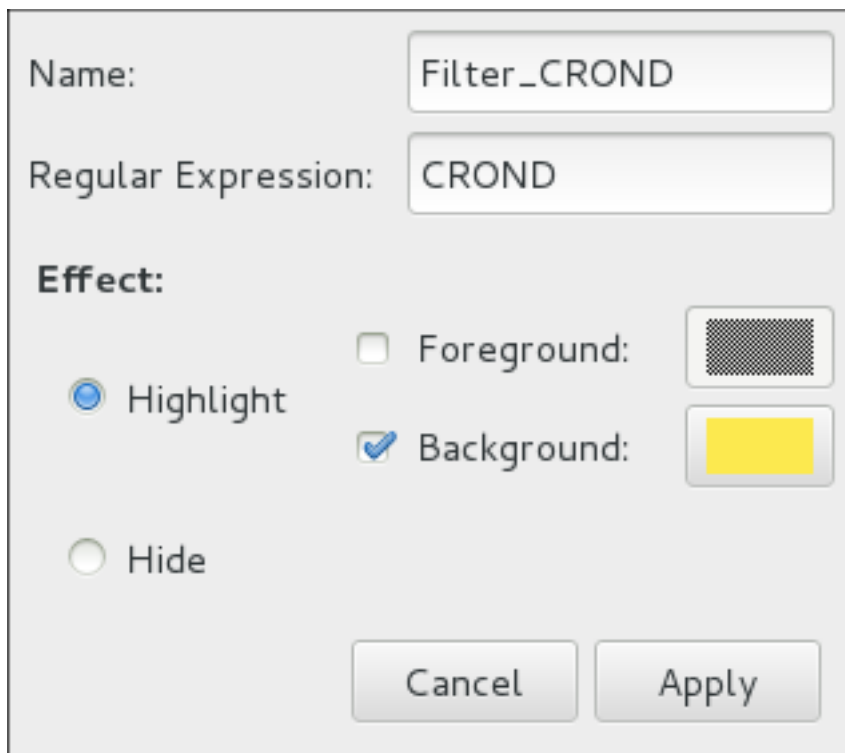 Name: Filter_CROND
Regular Expression: CROND
Effect:
Foreground:
Highlight
Background:
Hide
Cancel Apply